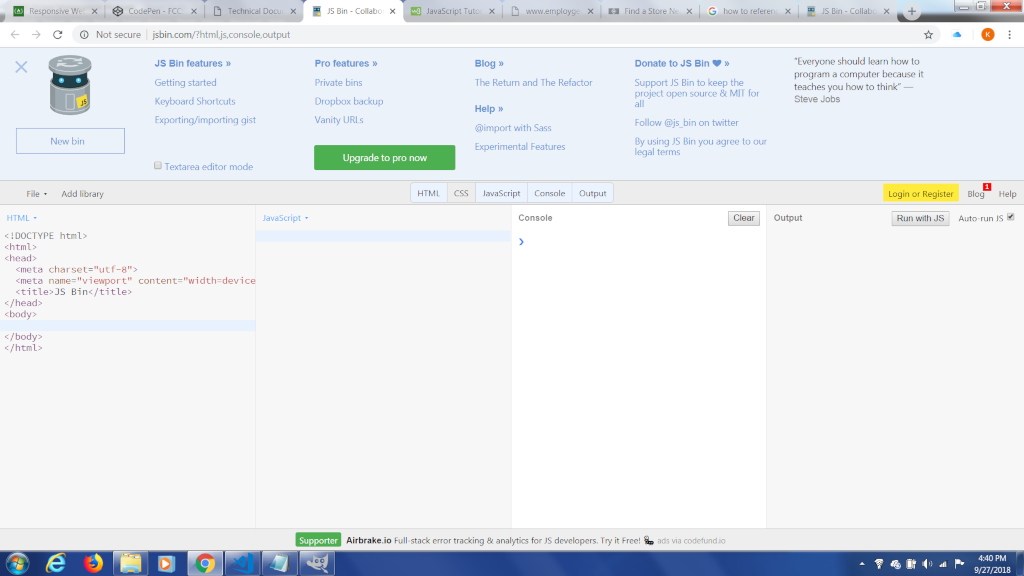 Responsive We
CodePen - FCC
Technical Docu
JS Bin - Collabo
JavaScript Tuto
www.employg
Find a Store Ne
how to referen
JS Bin - Collabo
Not secure | jsbin.com/?html,js,console,output
K
JS
New bin
JS Bin features »
Getting started
Keyboard Shortcuts
Exporting/importing gist
Textarea editor mode
Pro features »
Private bins
Dropbox backup
Vanity URLs
Upgrade to pro now
Blog »
The Return and The Refactor
Help »
@import with Sass
Experimental Features
Donate to JS Bin ❤ »
Support JS Bin to keep the
project open source & MIT for
all
Follow @js_bin on twitter
By using JS Bin you agree to our
legal terms
"Everyone should learn how to
program a computer because it
teaches you how to think" —
Steve Jobs
File Add library HTML CSS JavaScript Console Output Login or Register Blog 1 Help
HTML
<!DOCTYPE html>
<html>
<head>
<meta charset="utf-8">
<meta name="viewport" content="width=device
<title>JS Bin</title>
</head>
<body>
</body>
</html>
JavaScript
Console Clear
Output Run with JS Auto-run JS
Supporter Airbrake.io Full-stack error tracking & analytics for JS developers. Try it Free! ads via codefund.io
4:40 PM
9/27/2018